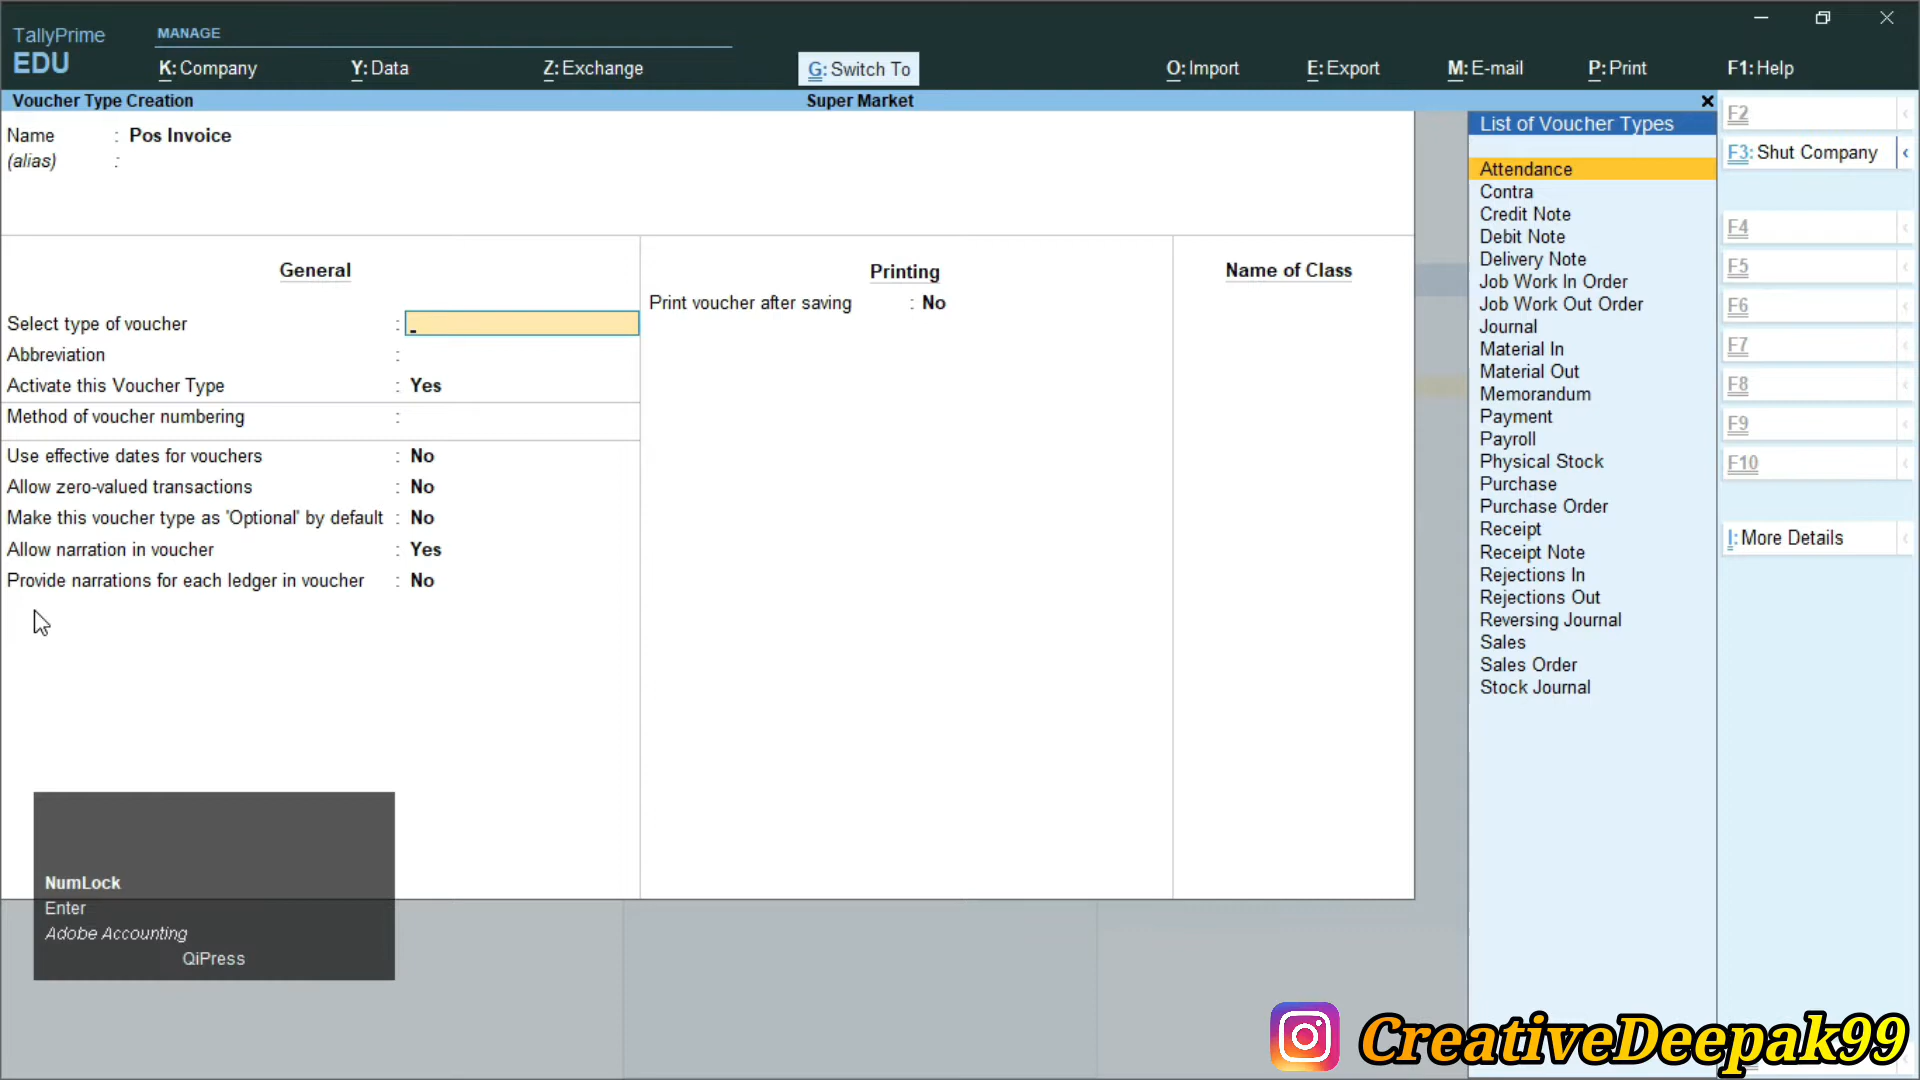 TallyPrime
EDU
MANAGE
K: Company
Y: Data
Z: Exchange
G: Switch To
O: Import
E: Export
M: E-mail
P: Print
F1: Help
Voucher Type Creation
Super Market
Name : Pos Invoice
(alias) :
General
Select type of voucher :
Abbreviation :
Activate this Voucher Type : Yes
Method of voucher numbering :
Use effective dates for vouchers : No
Allow zero-valued transactions : No
Make this voucher type as 'Optional' by default : No
Allow narration in voucher : Yes
Provide narrations for each ledger in voucher : No
Printing
Print voucher after saving : No
Name of Class
List of Voucher Types
Attendance
Contra
Credit Note
Debit Note
Delivery Note
Job Work In Order
Job Work Out Order
Journal
Material In
Material Out
Memorandum
Payment
Payroll
Physical Stock
Purchase
Purchase Order
Receipt
Receipt Note
Rejections In
Rejections Out
Reversing Journal
Sales
Sales Order
Stock Journal
F2
F3: Shut Company
F4
F5
F6
F7
F8
F9
F10
I: More Details
NumLock
Enter
Adobe Accounting
QiPress
CreativeDeepak99